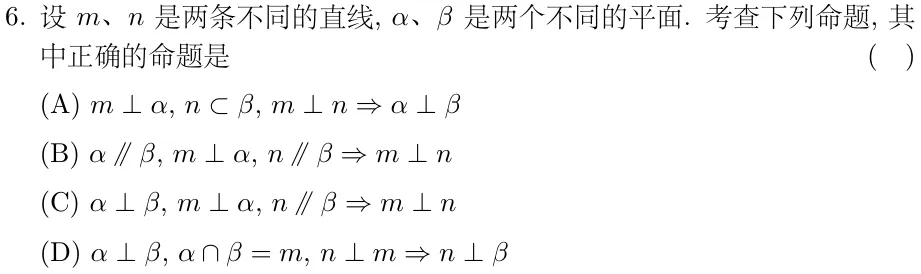 6. 设 m、n 是两条不同的直线, α、β 是两个不同的平面. 考查下列命题, 其
中正确的命题是 ( )
(A) m ⊥ α, n ⊂ β, m ⊥ n ⇒ α ⊥ β
(B) α ∥ β, m ⊥ α, n ∥ β ⇒ m ⊥ n
(C) α ⊥ β, m ⊥ α, n ∥ β ⇒ m ⊥ n
(D) α ⊥ β, α ∩ β = m, n ⊥ m ⇒ n ⊥ β